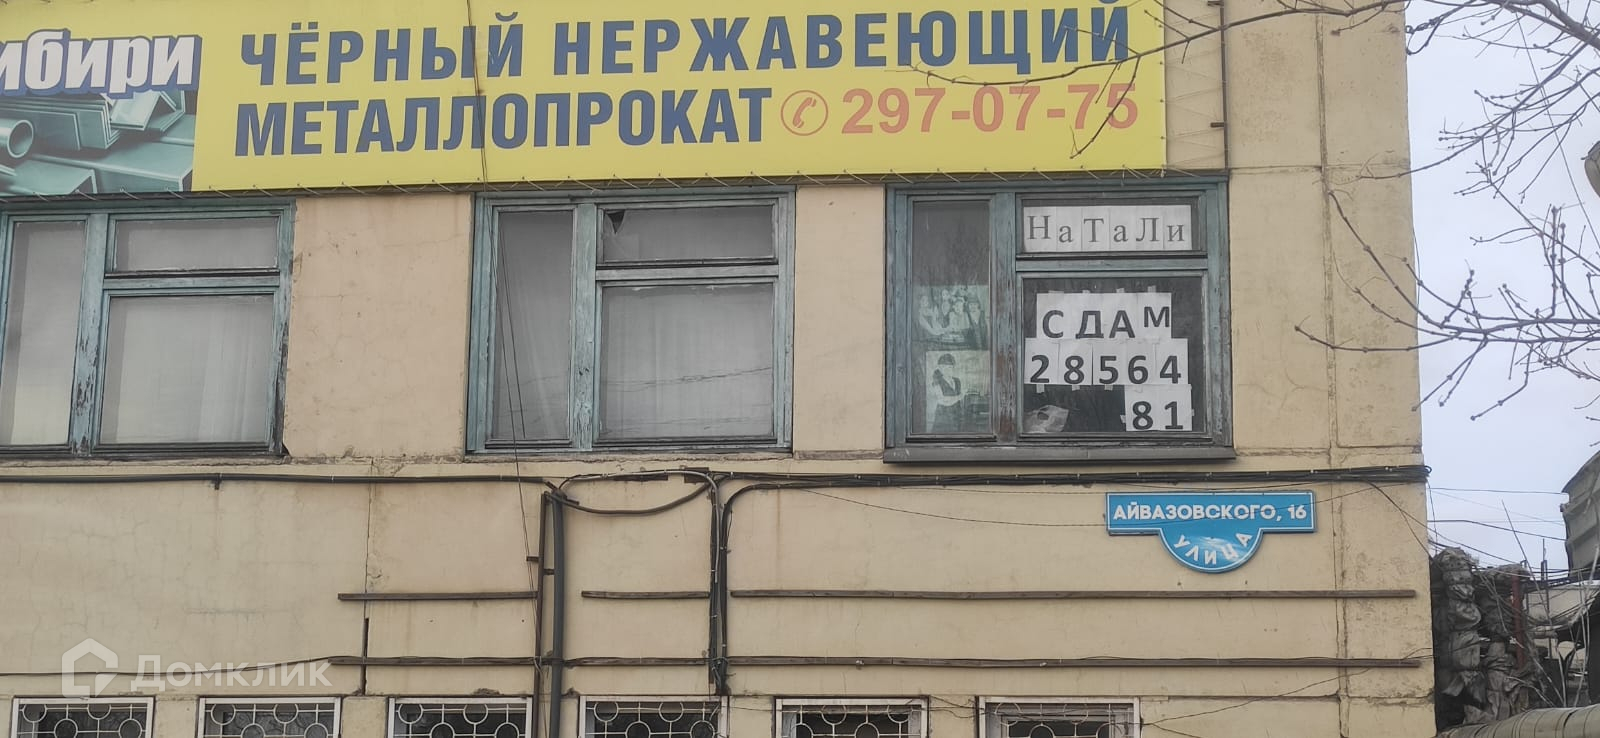 ибири
ЧЁРНЫЙ НЕРЖАВЕЮЩИЙ
МЕТАЛЛОПРОКАТ 297-07-75
НаТаЛи
СДАМ
28564
81
АЙВАЗОВСКОГО, 16
УЛИЦА
Домклик